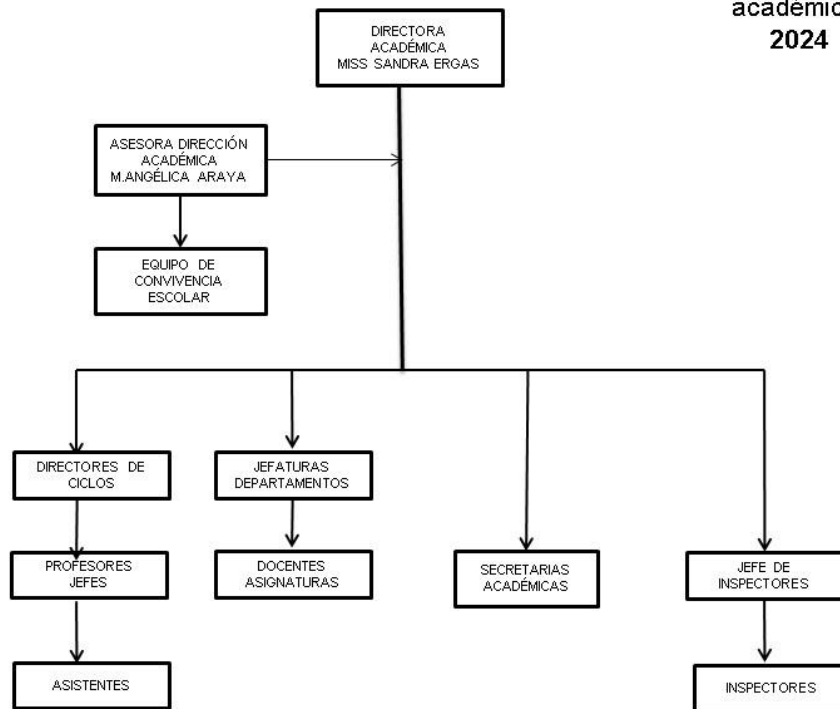 académic
2024
DIRECTORA
ACADÉMICA
MISS SANDRA ERGAS
ASESORA DIRECCIÓN
ACADÉMICA
M.ANGÉLICA ARAYA
EQUIPO DE
CONVIVENCIA
ESCOLAR
DIRECTORES DE
CICLOS
JEFATURAS
DEPARTAMENTOS
PROFESORES
JEFES
DOCENTES
ASIGNATURAS
SECRETARIAS
ACADÉMICAS
JEFE DE
INSPECTORES
ASISTENTES
INSPECTORES